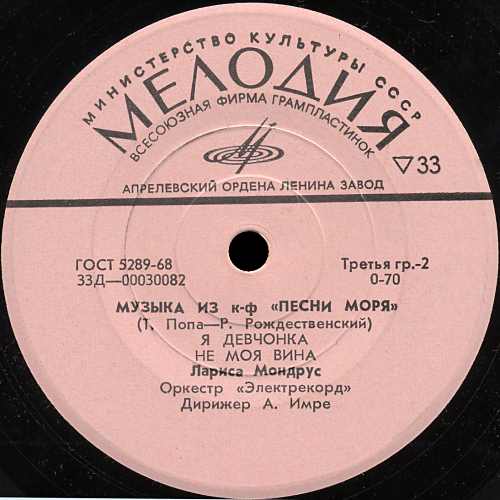 МИНИСТЕРСТВО КУЛЬТУРЫ СССР
МЕЛОДИЯ
ВСЕСОЮЗНАЯ ФИРМА ГРАМПЛАСТИНОК
▽33
АПРЕЛЕВСКИЙ ОРДЕНА ЛЕНИНА ЗАВОД
ГОСТ 5289-68 Третья гр.-2
33Д—00030082 0-70
МУЗЫКА ИЗ к-ф «ПЕСНИ МОРЯ»
(Т. Попа—Р. Рождественский)
Я ДЕВЧОНКА
НЕ МОЯ ВИНА
Лариса Мондрус
Оркестр «Электрекорд»
Дирижер А. Имре